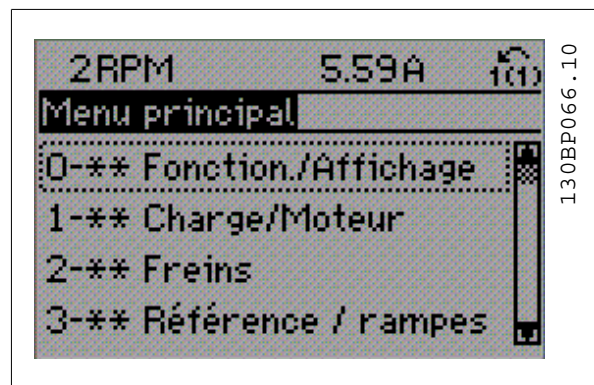 2RPM 5.59A 1(1)
Menu principal
0-** Fonction./Affichage
1-** Charge/Moteur
2-** Freins
3-** Référence / rampes
130BP066.10